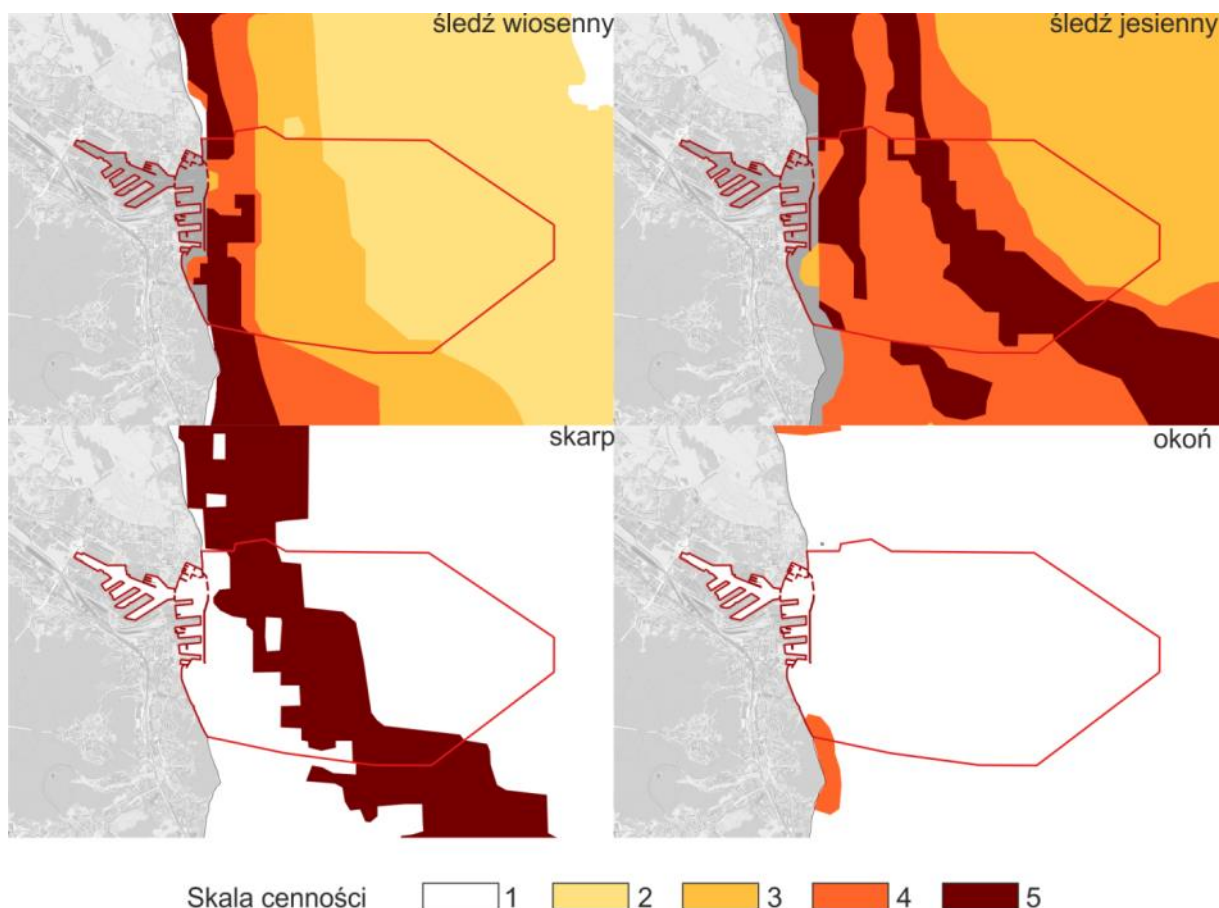 śledź wiosenny
śledź jesienny
skarp
okoń
Skala cenności 1 2 3 4 5